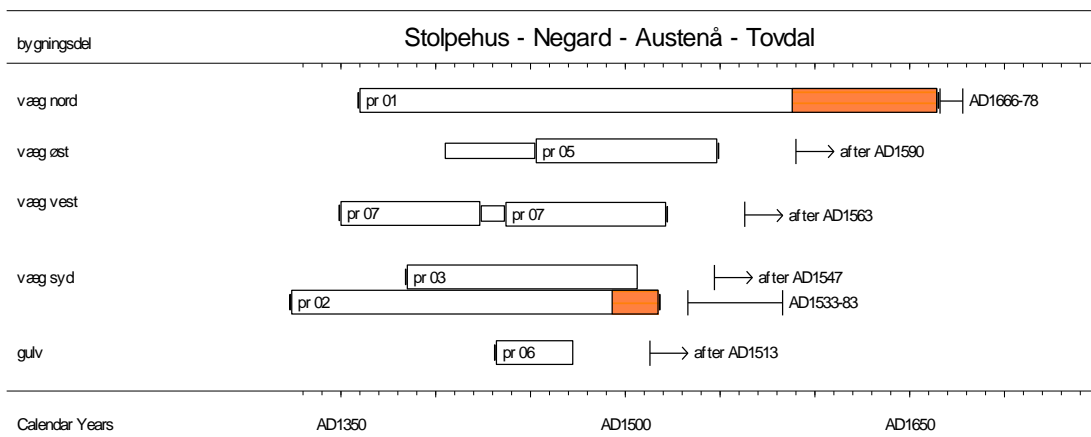 Stolpehus - Negard - Austenå - Tovdal
bygningsdel
væg nord pr 01 AD1666-78
væg øst pr 05 after AD1590
væg vest pr 07 pr 07 after AD1563
væg syd pr 03 after AD1547
pr 02 AD1533-83
gulv pr 06 after AD1513
Calendar Years AD1350 AD1500 AD1650